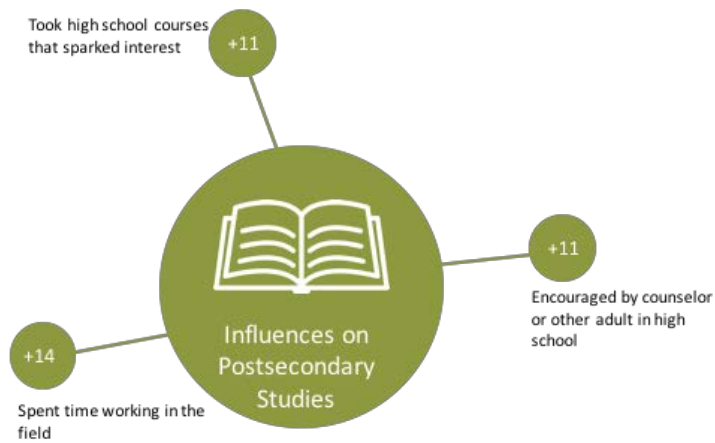 Took high school courses
that sparked interest
+11
+11
Encouraged by counselor
or other adult in high
school
Influences on
Postsecondary
Studies
+14
Spent time working in the
field